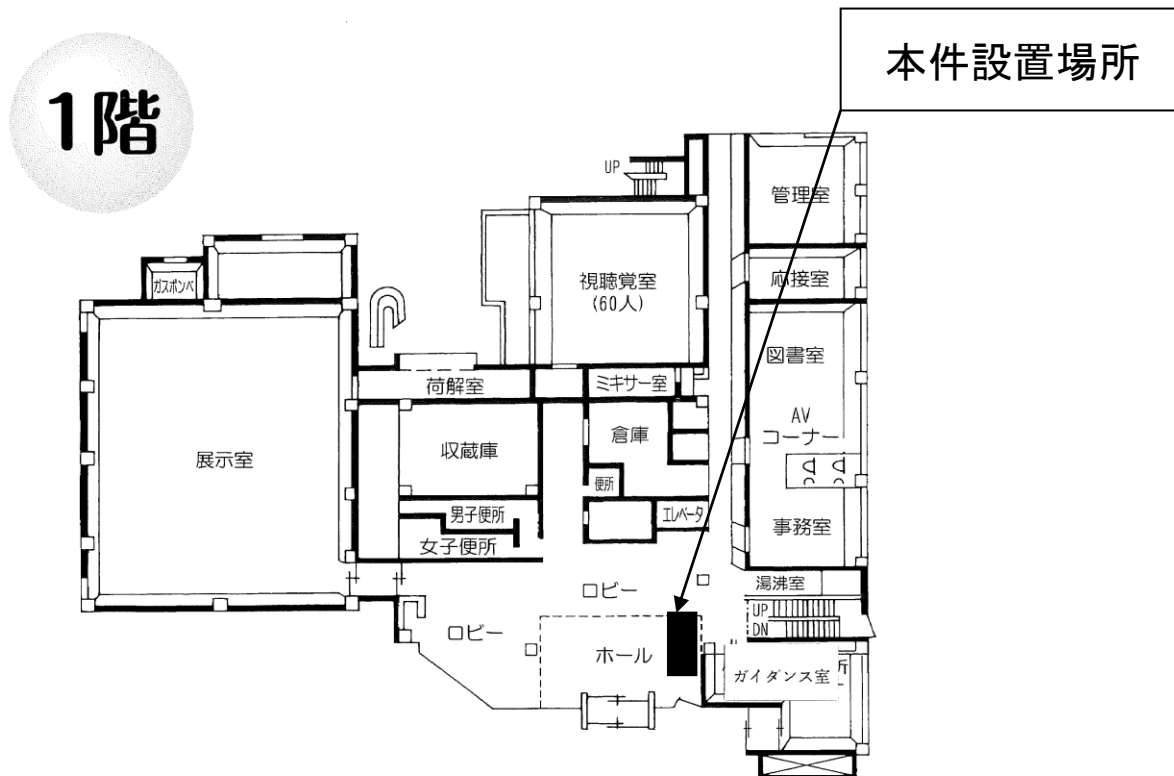 本件設置場所
1階
UP
管理室
ガスボンベ
視聴覚室
(60人)
応接室
図書室
荷解室
ミキサー室
AV
コーナー
展示室
収蔵庫
倉庫
便所
男子便所
エレベータ
事務室
女子便所
湯沸室
ロビー
UP
DN
ロビー
ホール
ガイダンス室
所